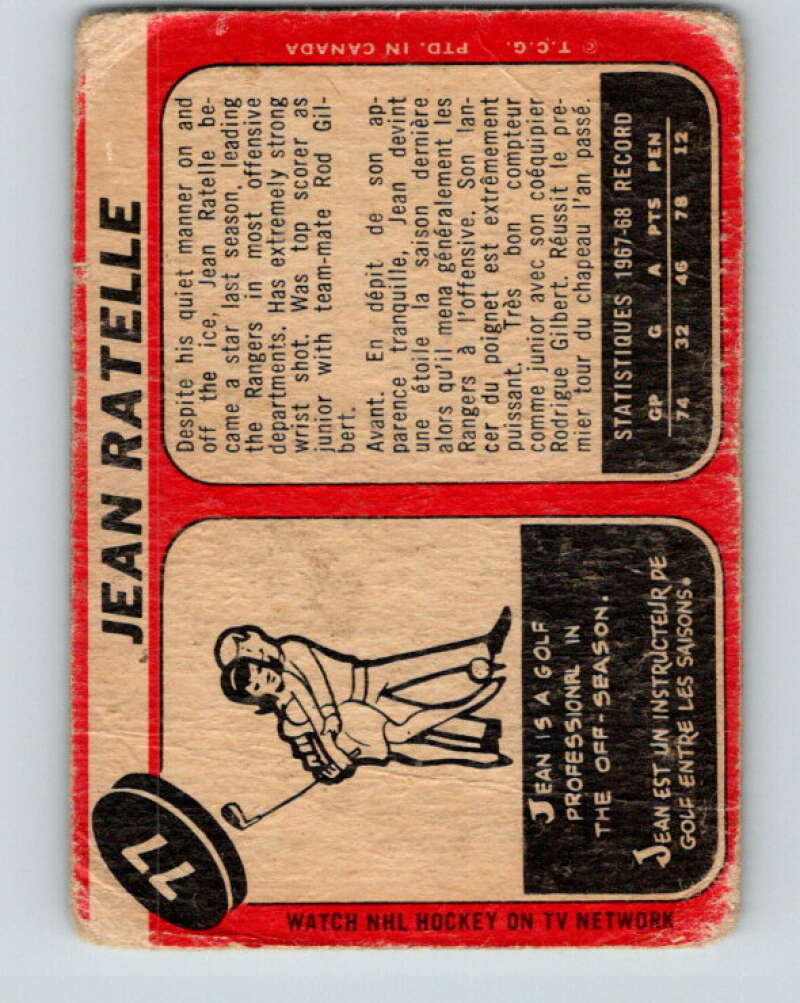 JEAN RATELLE
77
Despite his quiet manner on and
off the ice, Jean Ratelle be-
came a star last season, leading
the Rangers in most offensive
departments. Has extremely strong
wrist shot. Was top scorer as
junior with team-mate Rod Gil-
bert.
Avant. En dépit de son ap-
parence tranquille, Jean devint
une étoile la saison dernière
alors qu'il mena généralement les
Rangers à l'offensive. Son lan-
cer du poignet est extrêmement
puissant. Très bon compteur
comme junior avec son coéquipier
Rodrigue Gilbert. Réussit le pre-
mier tour du chapeau l'an passé.
STATISTIQUES 1967-68 RECORD
GP G A PTS PEN
74 32 46 78 12
JEAN IS A GOLF
PROFESSIONAL IN
THE OFF-SEASON.
JEAN EST UN INSTRUCTEUR DE
GOLF ENTRE LES SAISONS.
WATCH NHL HOCKEY ON TV NETWORK
© T.C.G. PTD. IN CANADA